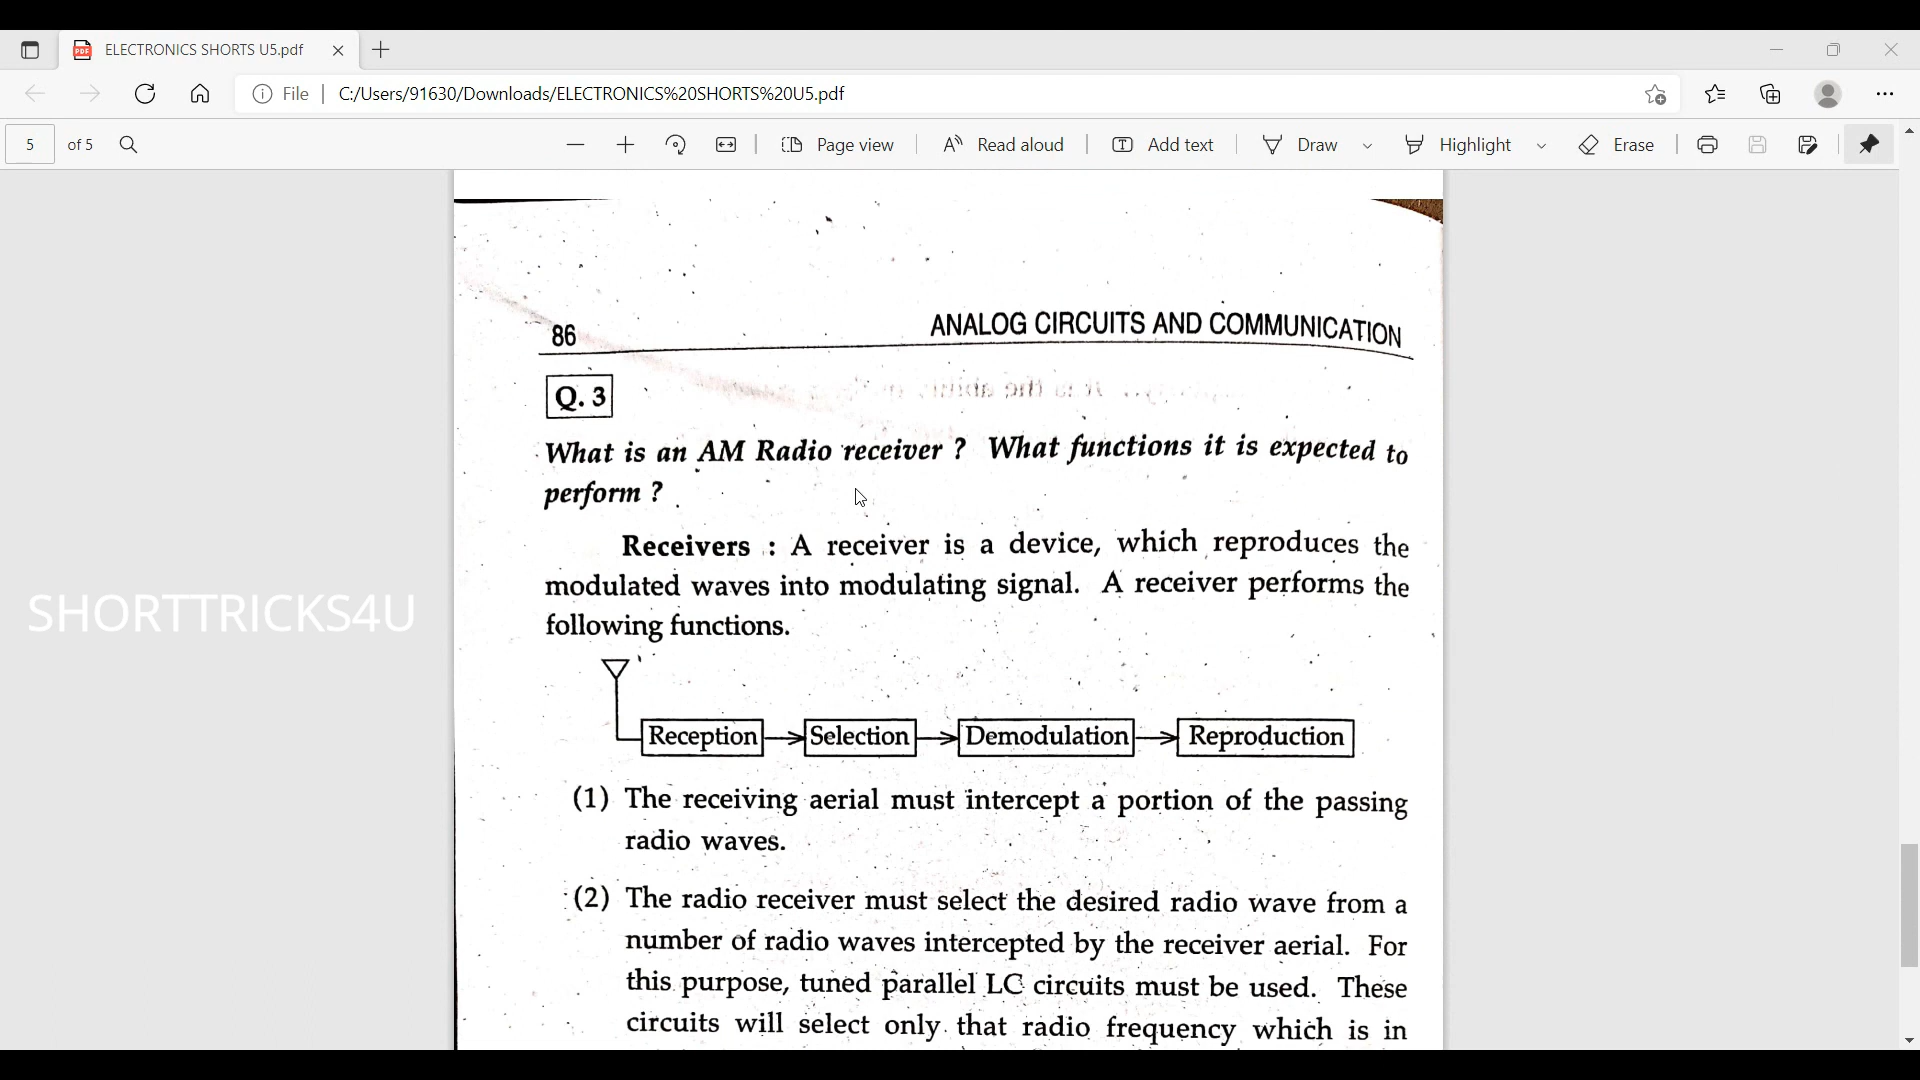 ELECTRONICS SHORTS U5.pdf
File | C:/Users/91630/Downloads/ELECTRONICS%20SHORTS%20U5.pdf
5 of 5 Page view Read aloud Add text Draw Highlight Erase
86 ANALOG CIRCUITS AND COMMUNICATION
Q. 3
What is an AM Radio receiver ? What functions it is expected to
perform ?
Receivers : A receiver is a device, which reproduces the
modulated waves into modulating signal. A receiver performs the
following functions.
SHORTTRICKS4U
Reception Selection Demodulation Reproduction
(1) The receiving aerial must intercept a portion of the passing
radio waves.
(2) The radio receiver must select the desired radio wave from a
number of radio waves intercepted by the receiver aerial. For
this purpose, tuned parallel LC circuits must be used. These
circuits will select only that radio frequency which is in